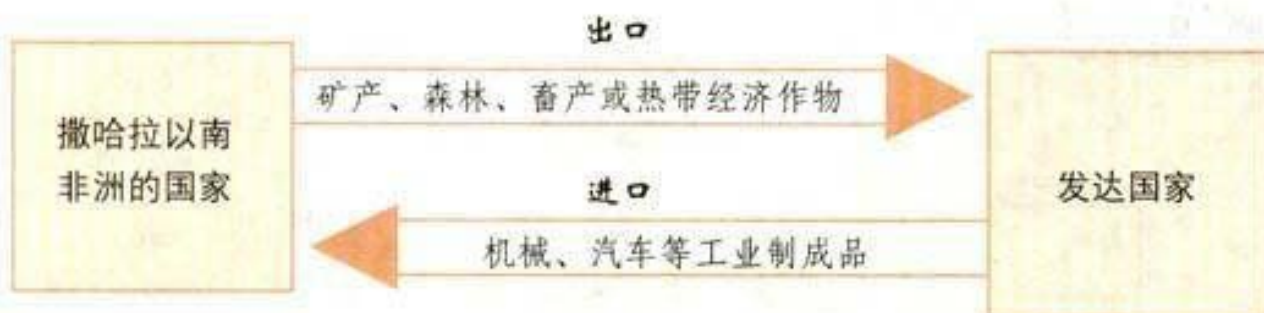 出口
矿产、森林、畜产或热带经济作物
撒哈拉以南
非洲的国家
发达国家
进口
机械、汽车等工业制成品